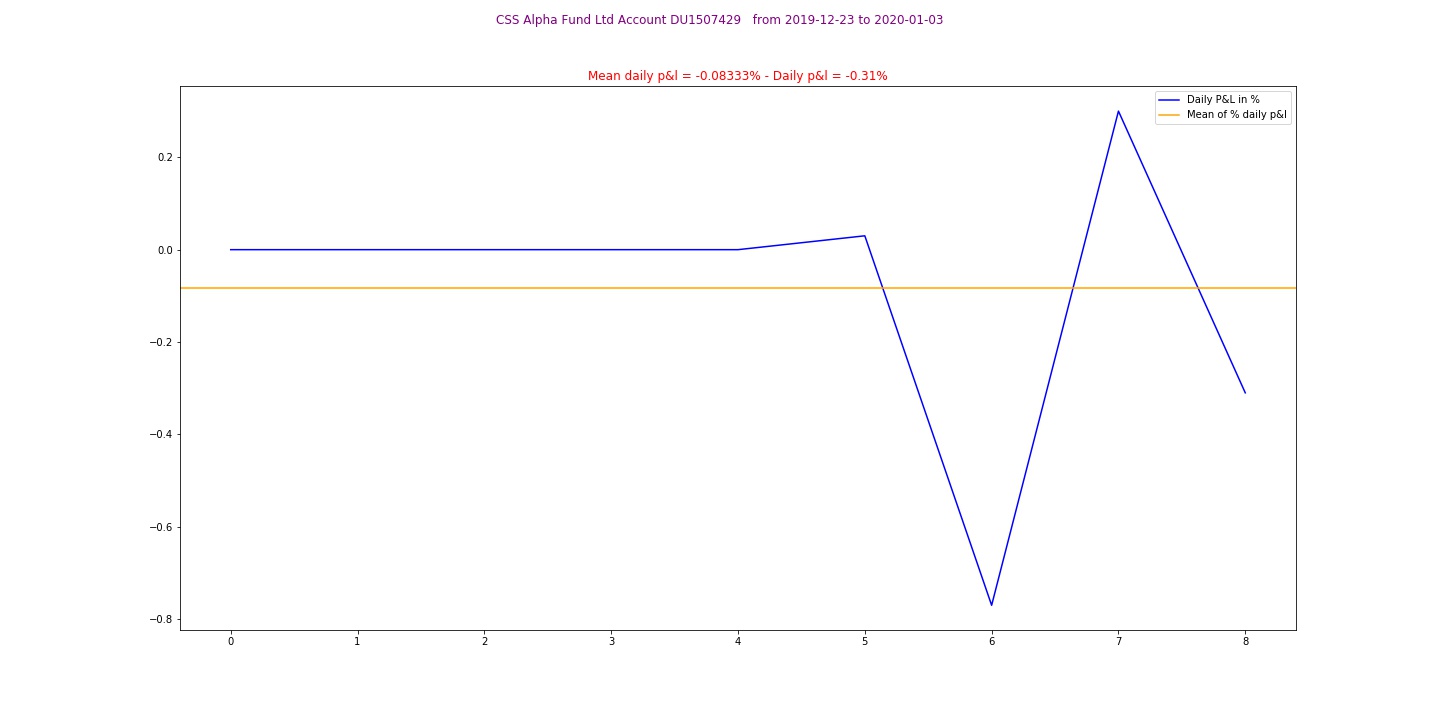 CSS Alpha Fund Ltd Account DU1507429   from 2019-12-23 to 2020-01-03
Mean daily p&l = -0.08333% - Daily p&l = -0.31%
Daily P&L in %
Mean of % daily p&l
0.2
0.0
−0.2
−0.4
−0.6
−0.8
0 1 2 3 4 5 6 7 8